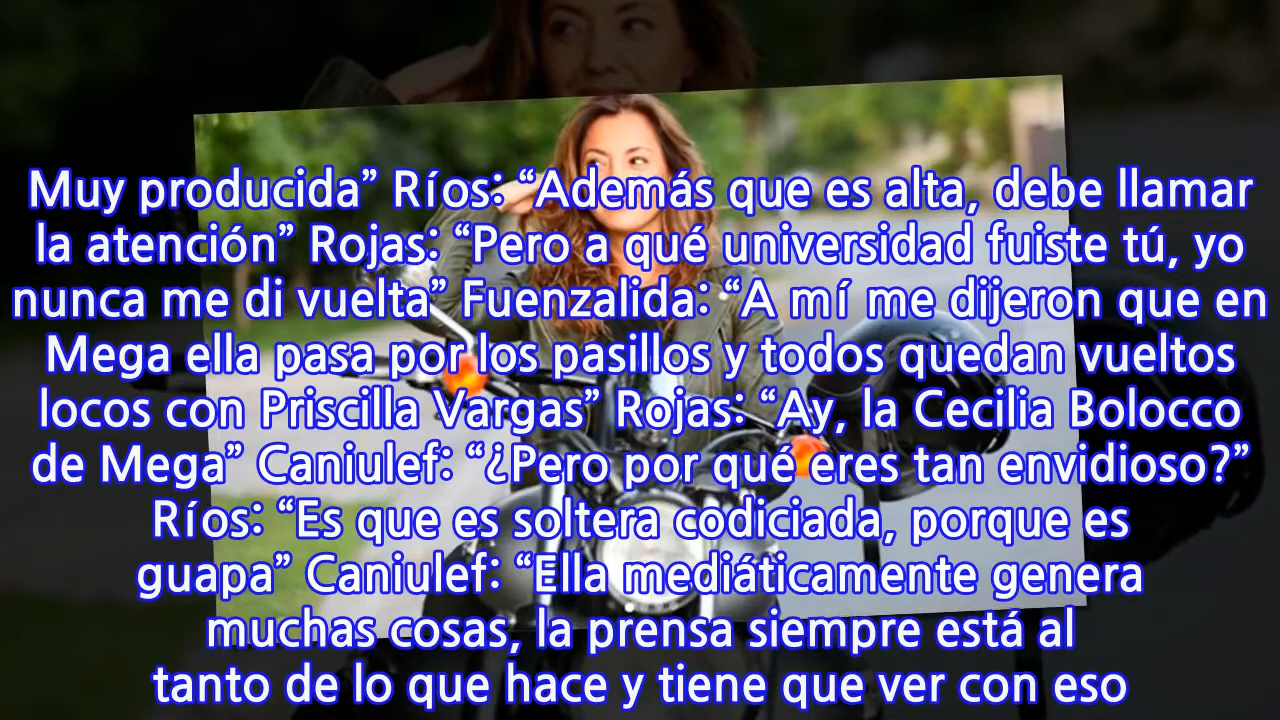 Muy producida” Ríos: “Además que es alta, debe llamar
la atención” Rojas: “Pero a qué universidad fuiste tú, yo
nunca me di vuelta” Fuenzalida: “A mí me dijeron que en
Mega ella pasa por los pasillos y todos quedan vueltos
locos con Priscilla Vargas” Rojas: “Ay, la Cecilia Bolocco
de Mega” Caniulef: “¿Pero por qué eres tan envidioso?”
Ríos: “Es que es soltera codiciada, porque es
guapa” Caniulef: “Ella mediáticamente genera
muchas cosas, la prensa siempre está al
tanto de lo que hace y tiene que ver con eso